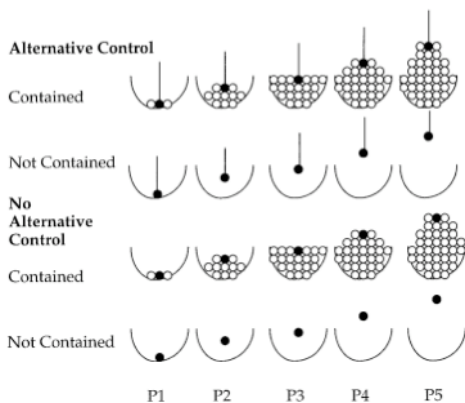 Alternative Control
Contained
Not Contained
No
Alternative
Control
Contained
Not Contained
P1 P2 P3 P4 P5